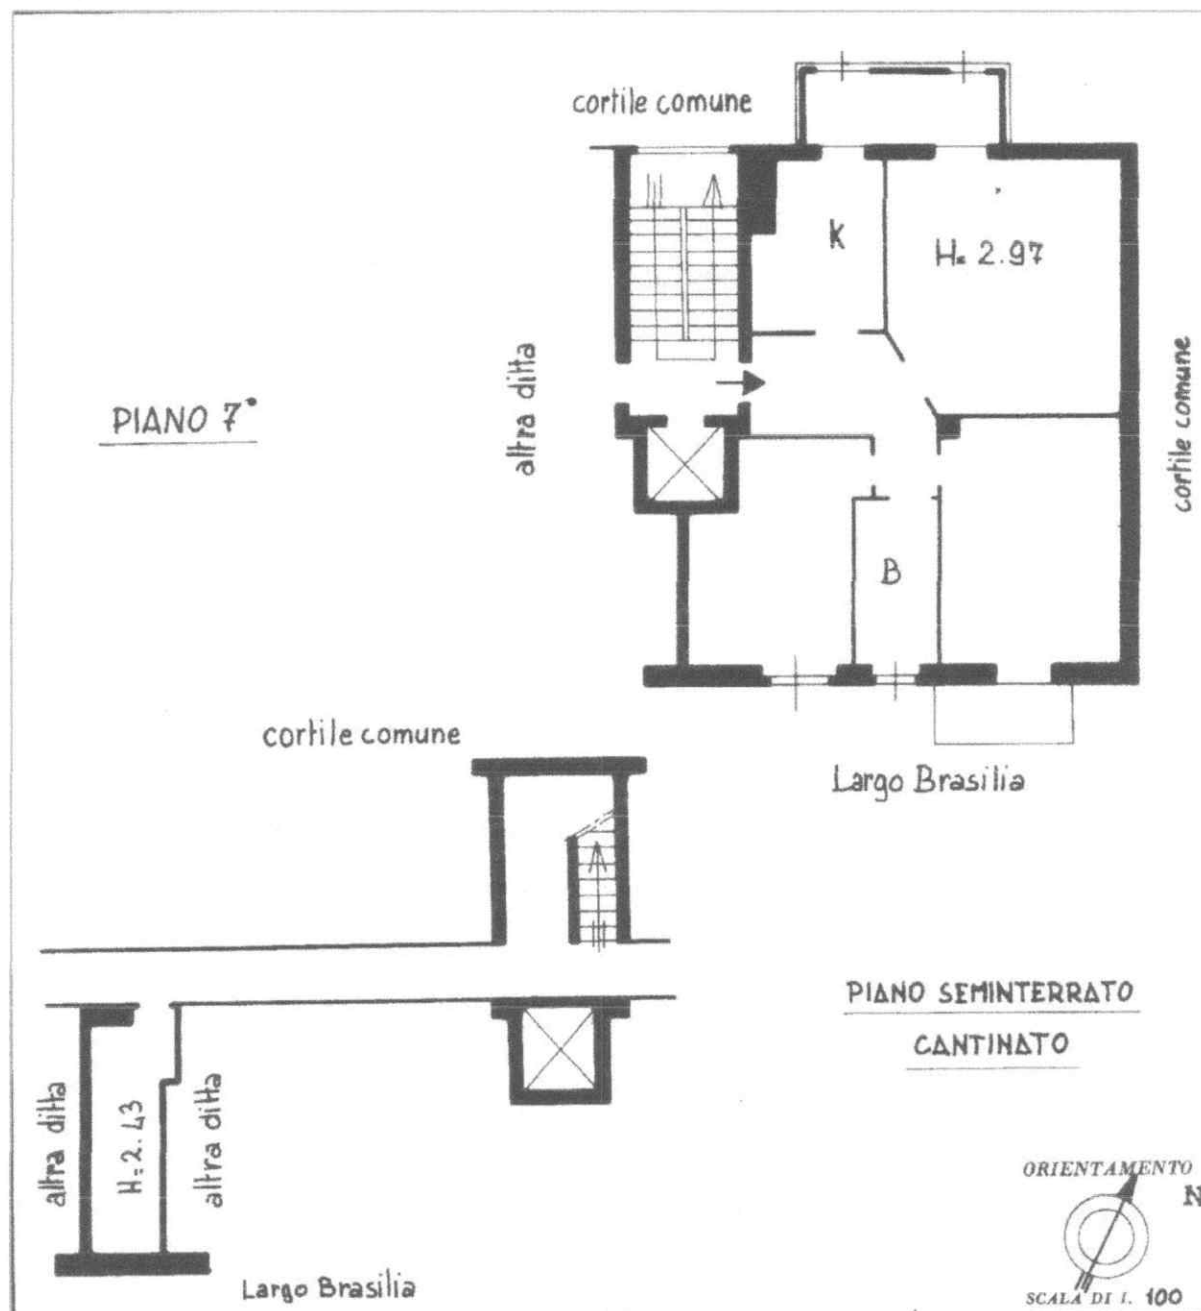 cortile comune
K
H= 2.97
altra ditta
PIANO 7°
cortile comune
B
Largo Brasilia
cortile comune
PIANO SEMINTERRATO
CANTINATO
altra ditta
H=2.43
altra ditta
Largo Brasilia
ORIENTAMENTO
N
SCALA DI 1. 100